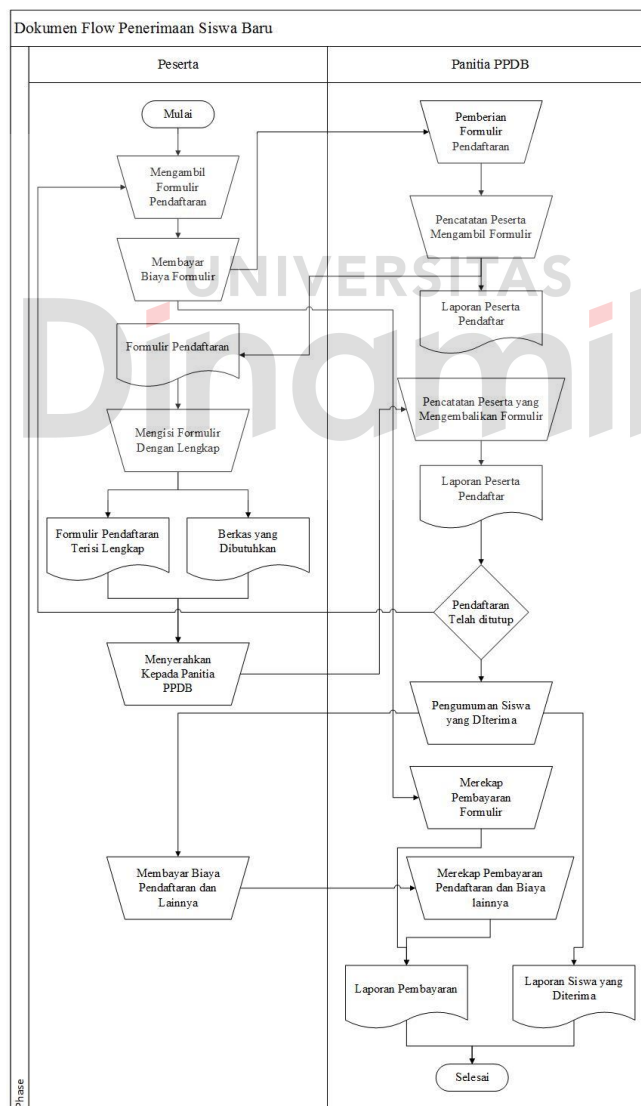 Dokumen Flow Penerimaan Siswa Baru
Peserta
Panitia PPDB
Mulai
Pemberian
Formulir
Pendaftaran
Mengambil
Formulir
Pendaftaran
Pencatatan Peserta
Mengambil Formulir
Membayar
Biaya Formulir
UNIVERSITAS
Dinamik
Laporan Peserta
Pendaftar
Formulir Pendaftaran
Pencatatan Peserta yang
Mengembalikan Formulir
Mengisi Formulir
Dengan Lengkap
Laporan Peserta
Pendaftar
Formulir Pendaftaran
Terisi Lengkap
Berkas yang
Dibutuhkan
Pendaftaran
Telah ditutup
Menyerahkan
Kepada Panitia
PPDB
Pengumuman Siswa
yang DIterima
Merekap
Pembayaran
Formulir
Membayar Biaya
Pendaftaran dan
Lainnya
Merekap Pembayaran
Pendaftaran dan Biaya
lainnya
Laporan Pembayaran
Laporan Siswa yang
Diterima
Selesai
Phase